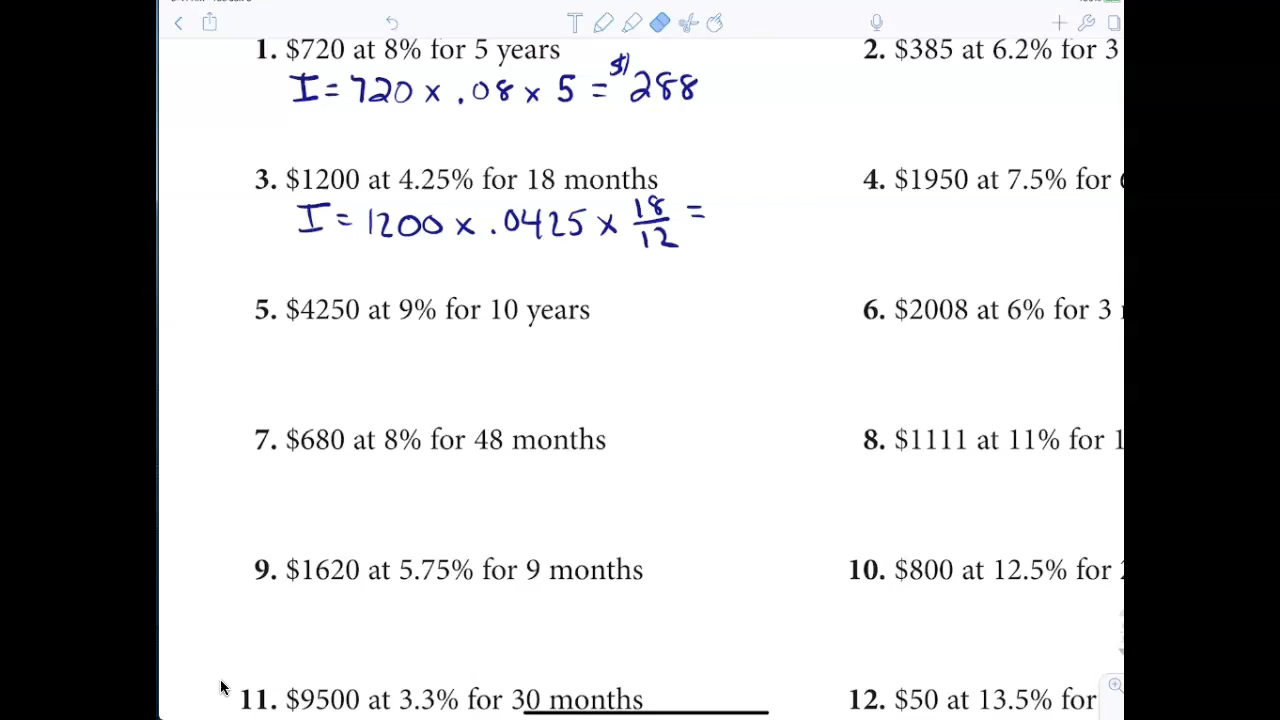 1. $720 at 8% for 5 years
I = 720 x .08 x 5 = $288
2. $385 at 6.2% for 3
3. $1200 at 4.25% for 18 months
I = 1200 x .0425 x 18/12 =
4. $1950 at 7.5% for
5. $4250 at 9% for 10 years
6. $2008 at 6% for 3
7. $680 at 8% for 48 months
8. $1111 at 11% for 1
9. $1620 at 5.75% for 9 months
10. $800 at 12.5% for
11. $9500 at 3.3% for 30 months
12. $50 at 13.5% for